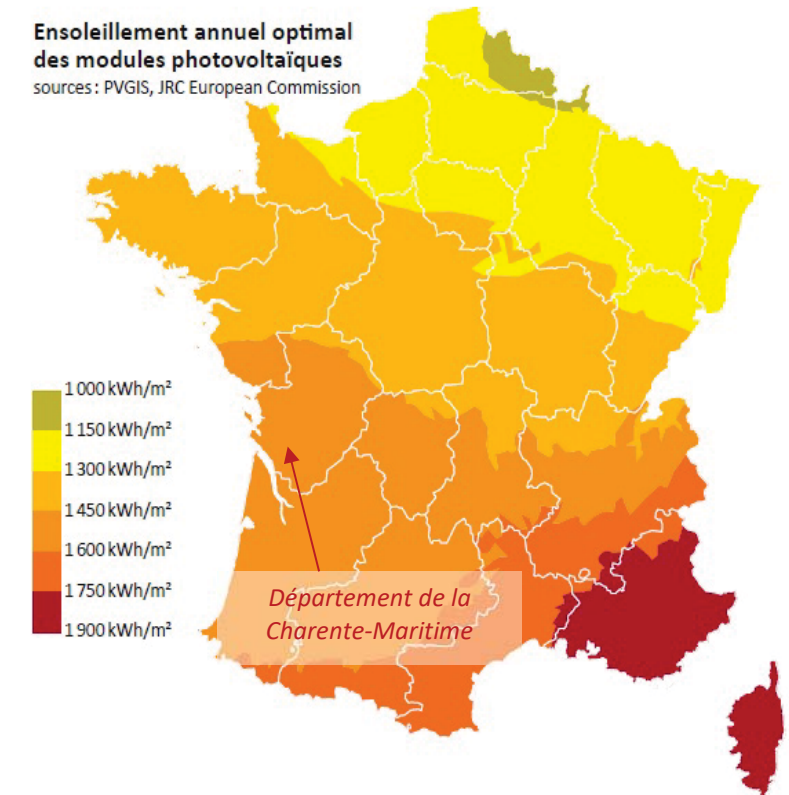 Ensoleillement annuel optimal
des modules photovoltaïques
sources : PVGIS, JRC European Commission
1 000 kWh/m²
1 150 kWh/m²
1 300 kWh/m²
1 450 kWh/m²
1 600 kWh/m²
1 750 kWh/m²
1 900 kWh/m²
Département de la
Charente-Maritime